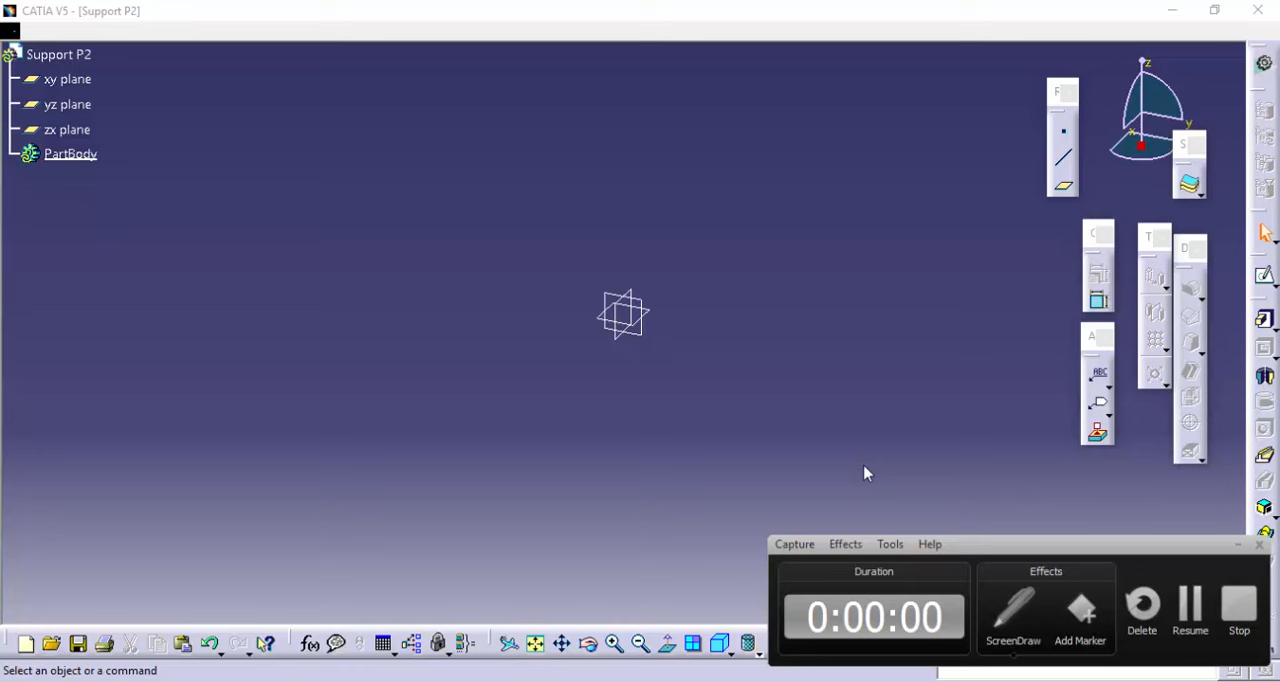 CATIA V5 - [Support P2]
Support P2
xy plane
yz plane
zx plane
PartBody
z
y
x
R
S
C
T
D
A
ABC
Capture Effects Tools Help
Duration
Effects
0:00:00
ScreenDraw
Add Marker
Delete
Resume
Stop
f(x)
Select an object or a command